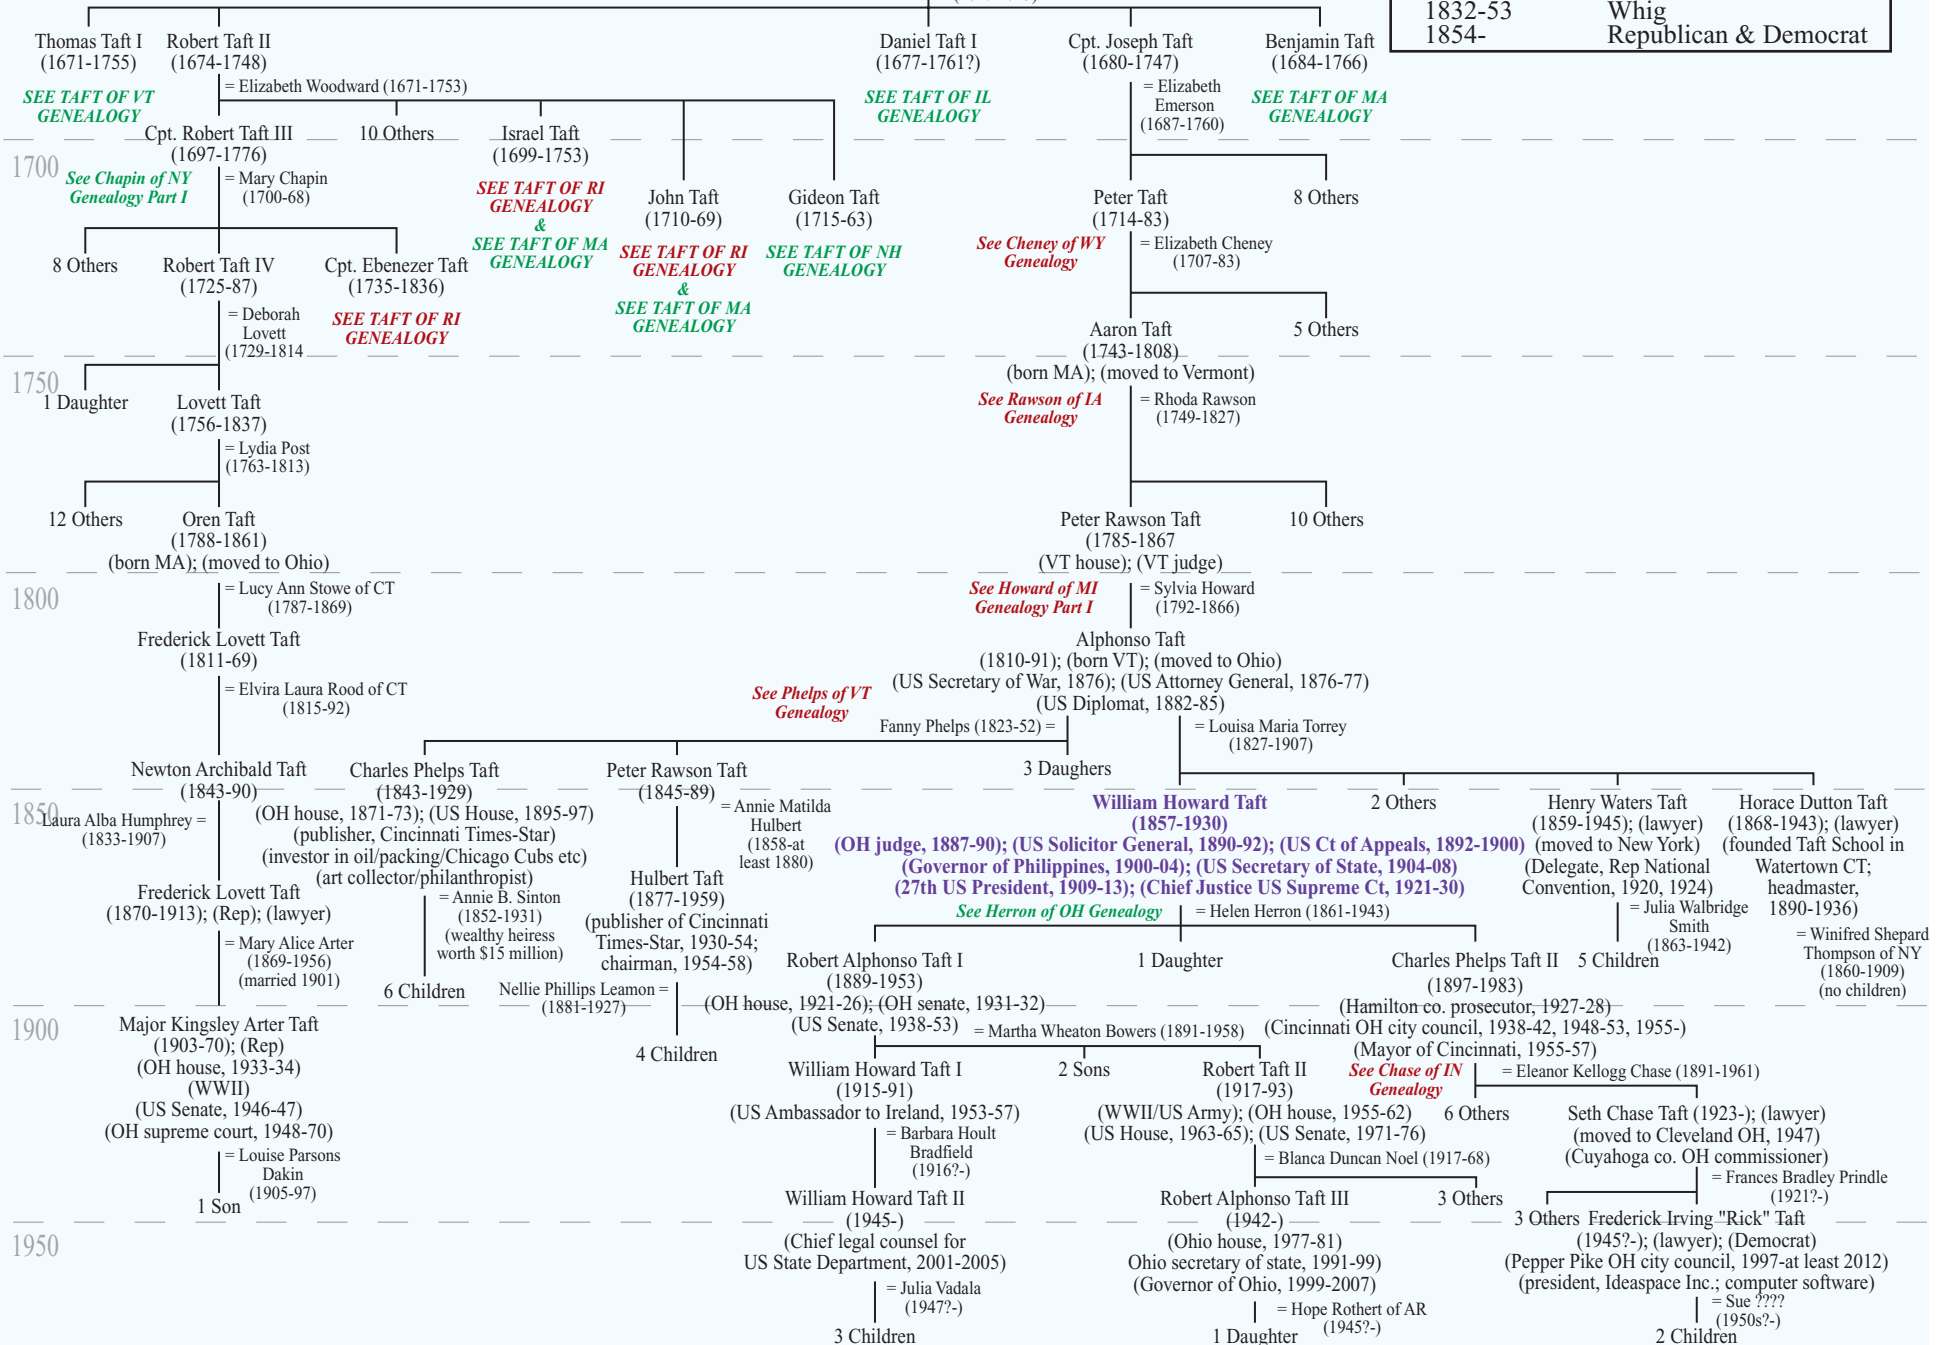 1832-53 Whig
1854- Republican & Democrat
Thomas Taft I
(1671-1755)
SEE TAFT OF VT
GENEALOGY
Robert Taft II
(1674-1748)
= Elizabeth Woodward (1671-1753)
Daniel Taft I
(1677-1761?)
SEE TAFT OF IL
GENEALOGY
Cpt. Joseph Taft
(1680-1747)
= Elizabeth
Emerson
(1687-1760)
Benjamin Taft
(1684-1766)
SEE TAFT OF MA
GENEALOGY
Cpt. Robert Taft III
(1697-1776)
10 Others
Israel Taft
(1699-1753)
SEE TAFT OF RI
GENEALOGY
&
SEE TAFT OF MA
GENEALOGY
1700
See Chapin of NY
Genealogy Part I
= Mary Chapin
(1700-68)
John Taft
(1710-69)
SEE TAFT OF RI
GENEALOGY
&
SEE TAFT OF MA
GENEALOGY
Gideon Taft
(1715-63)
SEE TAFT OF NH
GENEALOGY
Peter Taft
(1714-83)
8 Others
See Cheney of WY
Genealogy
= Elizabeth Cheney
(1707-83)
8 Others
Robert Taft IV
(1725-87)
Cpt. Ebenezer Taft
(1735-1836)
SEE TAFT OF RI
GENEALOGY
= Deborah
Lovett
(1729-1814
Aaron Taft
(1743-1808)
(born MA); (moved to Vermont)
5 Others
1750
1 Daughter
Lovett Taft
(1756-1837)
= Lydia Post
(1763-1813)
See Rawson of IA
Genealogy
= Rhoda Rawson
(1749-1827)
12 Others
Oren Taft
(1788-1861)
(born MA); (moved to Ohio)
Peter Rawson Taft
(1785-1867
(VT house); (VT judge)
10 Others
1800
= Lucy Ann Stowe of CT
(1787-1869)
See Howard of MI
Genealogy Part I
= Sylvia Howard
(1792-1866)
Frederick Lovett Taft
(1811-69)
= Elvira Laura Rood of CT
(1815-92)
Alphonso Taft
(1810-91); (born VT); (moved to Ohio)
(US Secretary of War, 1876); (US Attorney General, 1876-77)
(US Diplomat, 1882-85)
See Phelps of VT
Genealogy
Fanny Phelps (1823-52) =
= Louisa Maria Torrey
(1827-1907)
Newton Archibald Taft
(1843-90)
Charles Phelps Taft
(1843-1929)
(OH house, 1871-73); (US House, 1895-97)
(publisher, Cincinnati Times-Star)
(investor in oil/packing/Chicago Cubs etc)
(art collector/philanthropist)
Peter Rawson Taft
(1845-89)
3 Daughers
1850
Laura Alba Humphrey =
(1833-1907)
= Annie Matilda
Hulbert
(1858-at
least 1880)
William Howard Taft
(1857-1930)
(OH judge, 1887-90); (US Solicitor General, 1890-92); (US Ct of Appeals, 1892-1900)
(Governor of Philippines, 1900-04); (US Secretary of State, 1904-08)
(27th US President, 1909-13); (Chief Justice US Supreme Ct, 1921-30)
2 Others
Henry Waters Taft
(1859-1945); (lawyer)
(moved to New York)
(Delegate, Rep National
Convention, 1920, 1924)
Horace Dutton Taft
(1868-1943); (lawyer)
(founded Taft School in
Watertown CT;
headmaster,
1890-1936)
Frederick Lovett Taft
(1870-1913); (Rep); (lawyer)
= Annie B. Sinton
(1852-1931)
(wealthy heiress
worth $15 million)
Hulbert Taft
(1877-1959)
(publisher of Cincinnati
Times-Star, 1930-54;
chairman, 1954-58)
See Herron of OH Genealogy
= Helen Herron (1861-1943)
= Julia Walbridge
Smith
(1863-1942)
= Winifred Shepard
Thompson of NY
(1860-1909)
(no children)
= Mary Alice Arter
(1869-1956)
(married 1901)
6 Children
Nellie Phillips Leamon =
(1881-1927)
Robert Alphonso Taft I
(1889-1953)
(OH house, 1921-26); (OH senate, 1931-32)
(US Senate, 1938-53)
1 Daughter
Charles Phelps Taft II
(1897-1983)
(Hamilton co. prosecutor, 1927-28)
(Cincinnati OH city council, 1938-42, 1948-53, 1955-)
(Mayor of Cincinnati, 1955-57)
5 Children
1900
Major Kingsley Arter Taft
(1903-70); (Rep)
(OH house, 1933-34)
(WWII)
(US Senate, 1946-47)
(OH supreme court, 1948-70)
4 Children
= Martha Wheaton Bowers (1891-1958)
William Howard Taft I
(1915-91)
(US Ambassador to Ireland, 1953-57)
2 Sons
Robert Taft II
(1917-93)
(WWII/US Army); (OH house, 1955-62)
(US House, 1963-65); (US Senate, 1971-76)
See Chase of IN
Genealogy
= Eleanor Kellogg Chase (1891-1961)
6 Others
Seth Chase Taft (1923-); (lawyer)
(moved to Cleveland OH, 1947)
(Cuyahoga co. OH commissioner)
= Louise Parsons
Dakin
(1905-97)
1 Son
= Barbara Hoult
Bradfield
(1916?-)
= Blanca Duncan Noel (1917-68)
= Frances Bradley Prindle
(1921?-)
William Howard Taft II
(1945-)
(Chief legal counsel for
US State Department, 2001-2005)
Robert Alphonso Taft III
(1942-)
(Ohio house, 1977-81)
Ohio secretary of state, 1991-99)
(Governor of Ohio, 1999-2007)
3 Others
3 Others
Frederick Irving "Rick" Taft
(1945?-); (lawyer); (Democrat)
(Pepper Pike OH city council, 1997-at least 2012)
(president, Ideaspace Inc.; computer software)
1950
= Julia Vadala
(1947?-)
= Hope Rothert of AR
(1945?-)
= Sue ????
(1950s?-)
3 Children
1 Daughter
2 Children